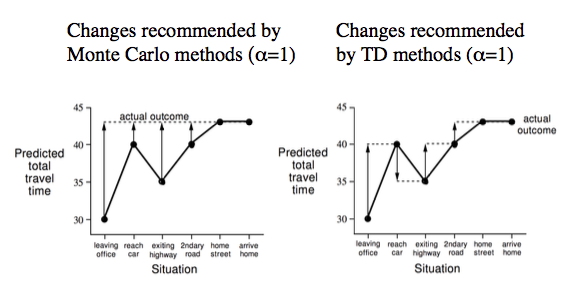 Changes recommended by
Monte Carlo methods (α=1)
Changes recommended
by TD methods (α=1)
45
40
35
30
actual outcome
Predicted
total
travel
time
leaving office
reach car
exiting highway
2ndary road
home street
arrive home
Situation
45
40
35
30
actual
outcome
Predicted
total
travel
time
leaving office
reach car
exiting highway
2ndary road
home street
arrive home
Situation